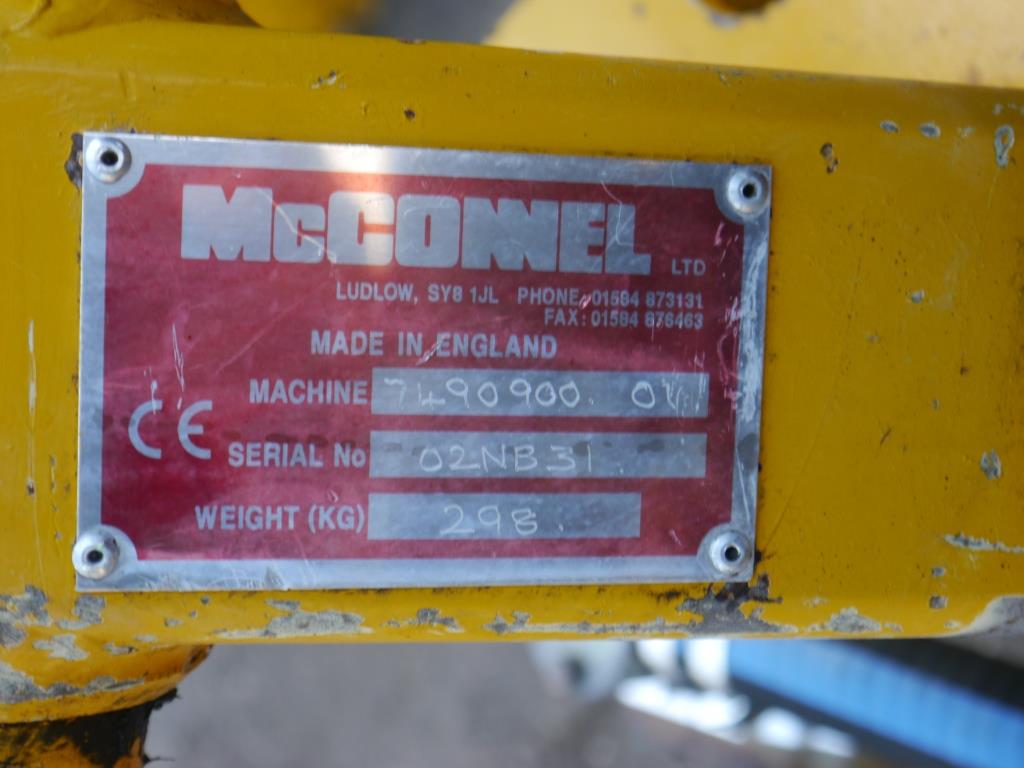 McCONNEL LTD
LUDLOW, SY8 1JL PHONE: 01584 873131
FAX: 01584 876463
MADE IN ENGLAND
MACHINE 7490900.
CE SERIAL No 02NB31.
WEIGHT (KG) 298.